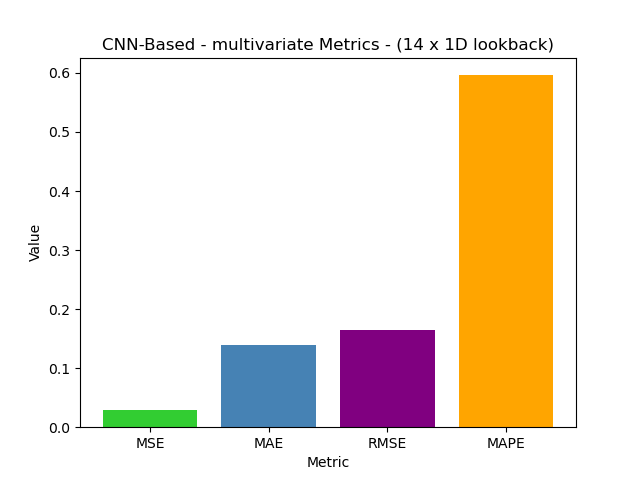 CNN-Based - multivariate Metrics - (14 x 1D lookback)
0.6
0.5
0.4
0.3
0.2
0.1
0.0
Value
MSE
MAE
RMSE
MAPE
Metric